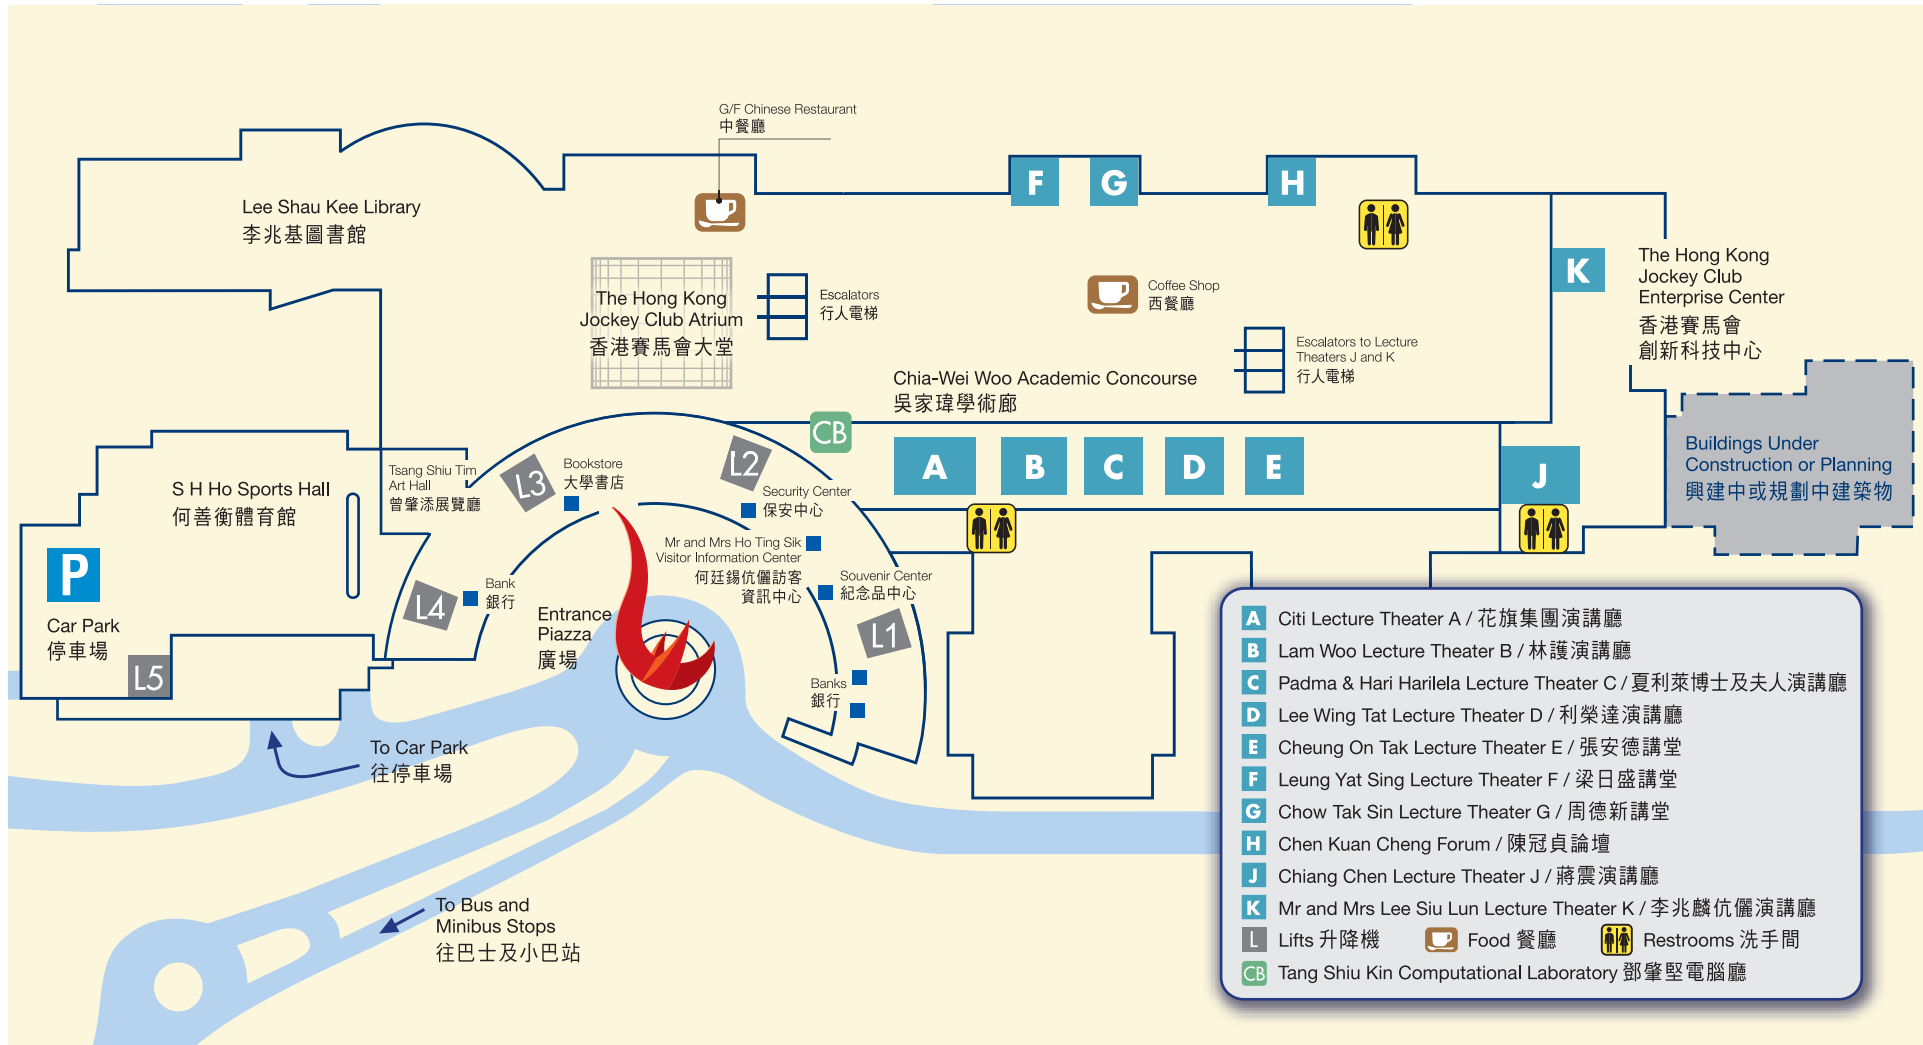 G/F Chinese Restaurant
中餐廳
F
G
H
Lee Shau Kee Library
李兆基圖書館
K
The Hong Kong
Jockey Club
Enterprise Center
香港賽馬會
創新科技中心
The Hong Kong
Jockey Club Atrium
香港賽馬會大堂
Escalators
行人電梯
Coffee Shop
西餐廳
Escalators to Lecture
Theaters J and K
行人電梯
Chia-Wei Woo Academic Concourse
吳家瑋學術廊
CB
A
B
C
D
E
J
Buildings Under
Construction or Planning
興建中或規劃中建築物
Tsang Shiu Tim
Art Hall
曾肇添展覽廳
L3
Bookstore
大學書店
L2
Security Center
保安中心
S H Ho Sports Hall
何善衡體育館
P
Car Park
停車場
L5
L4
Bank
銀行
Mr and Mrs Ho Ting Sik
Visitor Information Center
何廷錫伉儷訪客
資訊中心
Souvenir Center
紀念品中心
L1
Entrance
Piazza
廣場
Banks
銀行
To Car Park
往停車場
To Bus and
Minibus Stops
往巴士及小巴站
A Citi Lecture Theater A / 花旗集團演講廳
B Lam Woo Lecture Theater B / 林護演講廳
C Padma & Hari Harilela Lecture Theater C / 夏利萊博士及夫人演講廳
D Lee Wing Tat Lecture Theater D / 利榮達演講廳
E Cheung On Tak Lecture Theater E / 張安德講堂
F Leung Yat Sing Lecture Theater F / 梁日盛講堂
G Chow Tak Sin Lecture Theater G / 周德新講堂
H Chen Kuan Cheng Forum / 陳冠貞論壇
J Chiang Chen Lecture Theater J / 蔣震演講廳
K Mr and Mrs Lee Siu Lun Lecture Theater K / 李兆麟伉儷演講廳
L Lifts 升降機 Food 餐廳 Restrooms 洗手間
CB Tang Shiu Kin Computational Laboratory 鄧肇堅電腦廳